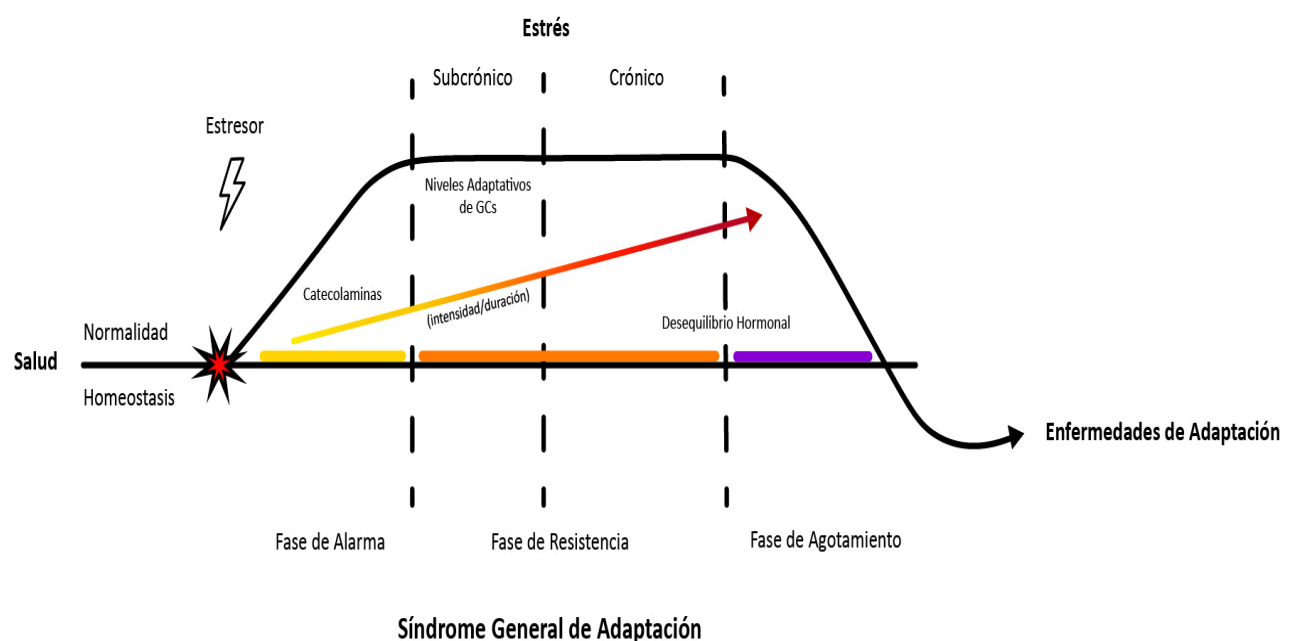 Estrés
Subcrónico
Crónico
Estresor
Niveles Adaptativos
de GCs
Catecolaminas
(intensidad/duración)
Desequilibrio Hormonal
Normalidad
Salud
Homeostasis
Enfermedades de Adaptación
Fase de Alarma
Fase de Resistencia
Fase de Agotamiento
Síndrome General de Adaptación